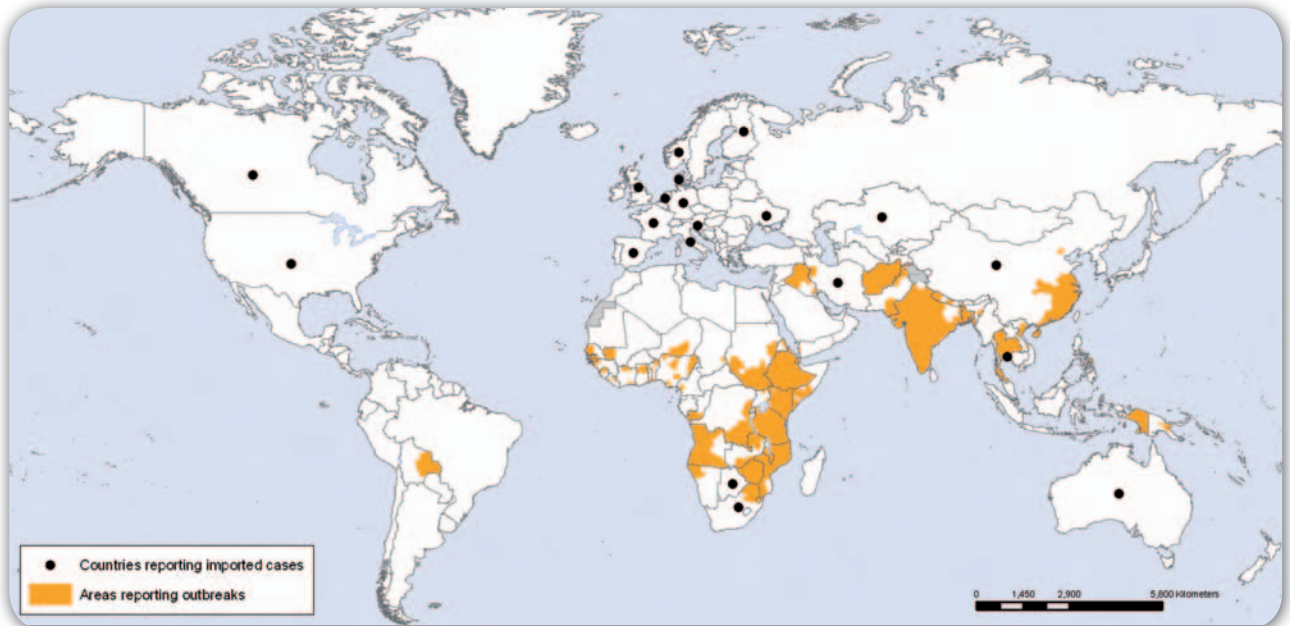 Countries reporting imported cases
Areas reporting outbreaks
0 1,450 2,900 5,800 Kilometers